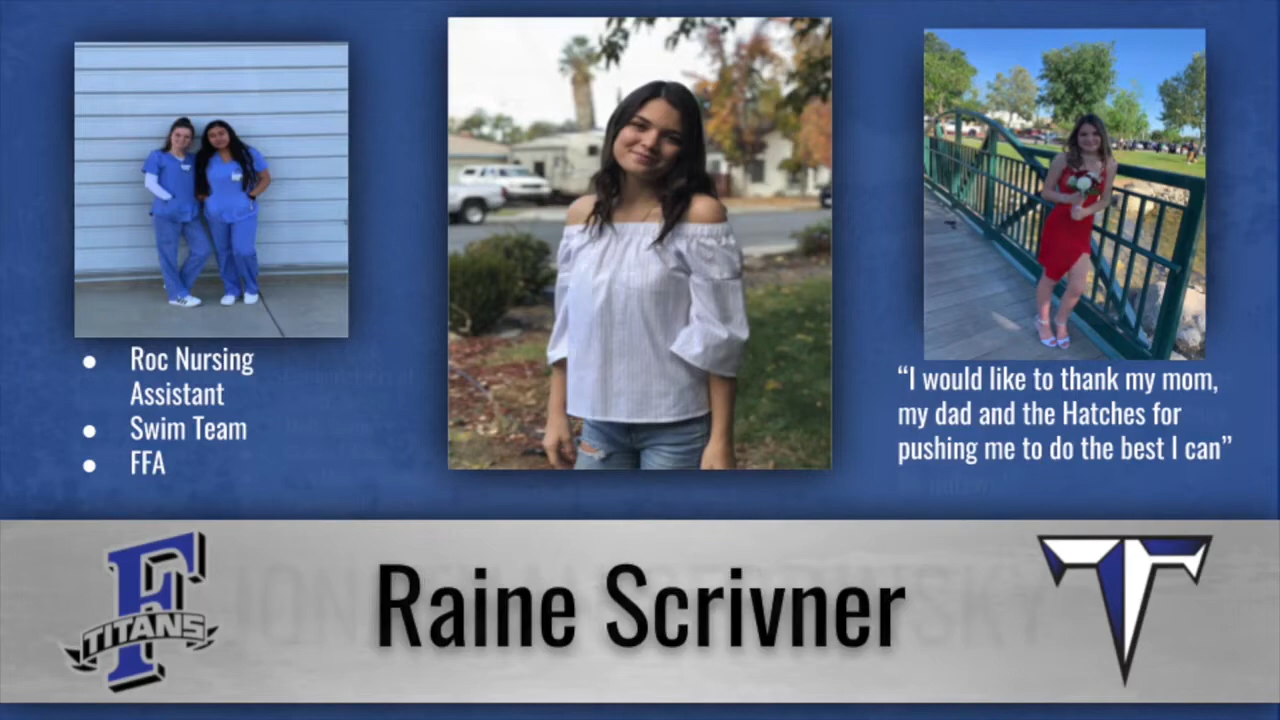 ● Roc Nursing
Assistant
● Swim Team
● FFA
“I would like to thank my mom,
my dad and the Hatches for
pushing me to do the best I can”
F
TITANS
Raine Scrivner
T